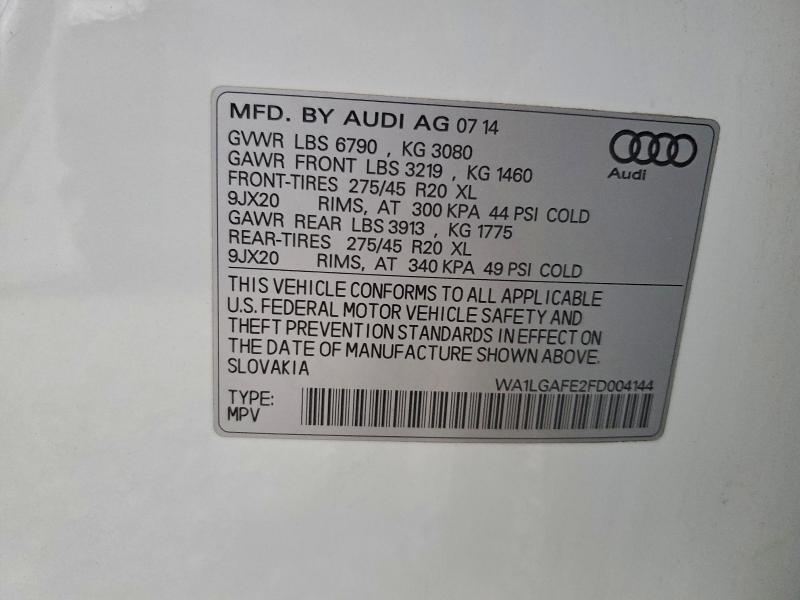 MFD. BY AUDI AG 07 14
GVWR LBS 6790 , KG 3080
GAWR FRONT LBS 3219 , KG 1460
FRONT-TIRES 275/45 R20 XL
9JX20 RIMS, AT 300 KPA 44 PSI COLD
GAWR REAR LBS 3913 , KG 1775
REAR-TIRES 275/45 R20 XL
9JX20 RIMS, AT 340 KPA 49 PSI COLD
Audi
THIS VEHICLE CONFORMS TO ALL APPLICABLE
U.S. FEDERAL MOTOR VEHICLE SAFETY AND
THEFT PREVENTION STANDARDS IN EFFECT ON
THE DATE OF MANUFACTURE SHOWN ABOVE.
SLOVAKIA
WA1LGAFE2FD004144
TYPE:
MPV